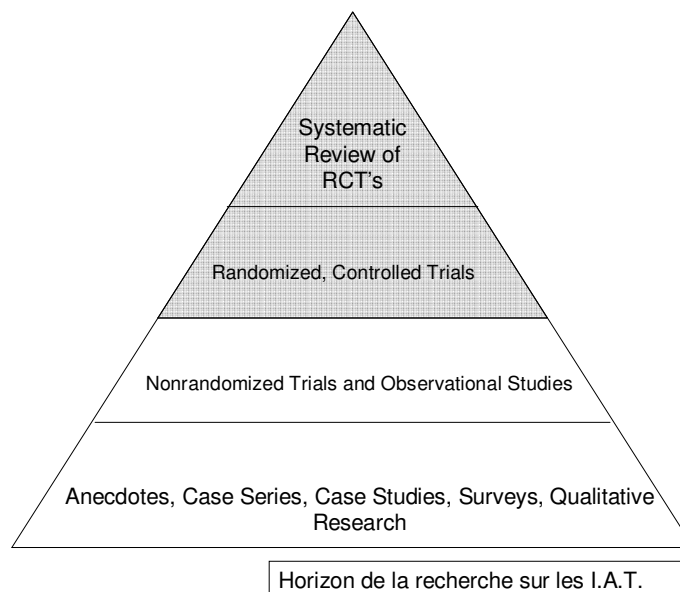 Systematic
Review of
RCT's
Randomized, Controlled Trials
Nonrandomized Trials and Observational Studies
Anecdotes, Case Series, Case Studies, Surveys, Qualitative
Research
Horizon de la recherche sur les I.A.T.